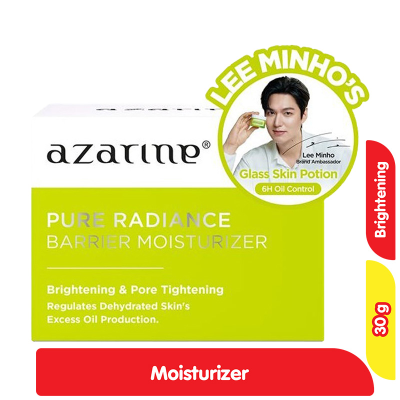 LEE MINHO'S
azarine®
Lee Minho
Brand Ambassador
Glass Skin Potion
6H Oil Control
PURE RADIANCE
BARRIER MOISTURIZER
Brightening & Pore Tightening
Regulates Dehydrated Skin's
Excess Oil Production.
Brightening
30g
Moisturizer